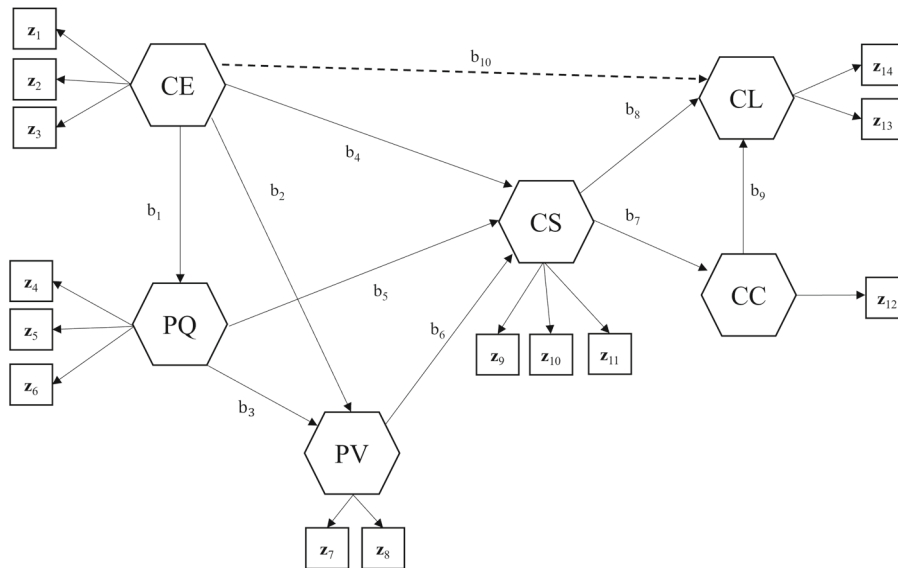 z₁
z₂
z₃
CE
b₁₀
CL
z₁₄
z₁₃
b₈
b₄
b₂
b₁
b₉
CS
b₇
z₄
z₅
z₆
PQ
b₅
CC
z₁₂
b₆
z₉
z₁₀
z₁₁
b₃
PV
z₇
z₈